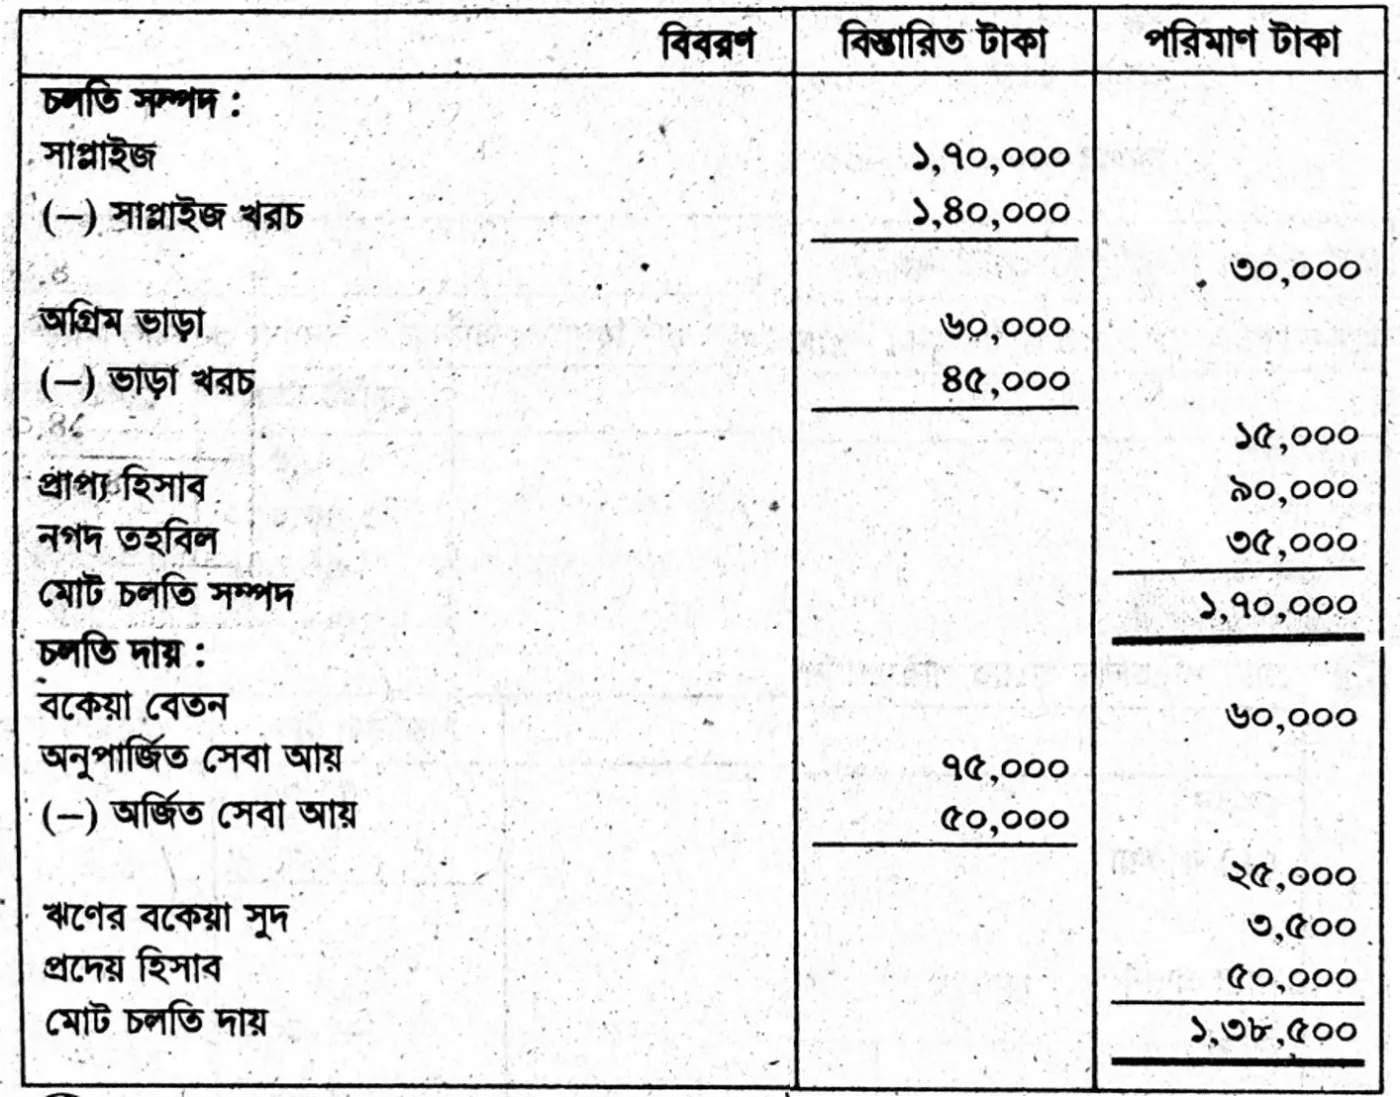 বিবরণ বিস্তারিত টাকা পরিমাণ টাকা
চলতি সম্পদ :
সাপ্লাইজ ১,৭০,০০০
(–) সাপ্লাইজ খরচ ১,৪০,০০০
৩০,০০০
অগ্রিম ভাড়া ৬০,০০০
(–) ভাড়া খরচ ৪৫,০০০
১৫,০০০
প্রাপ্য হিসাব ৯০,০০০
নগদ তহবিল ৩৫,০০০
মোট চলতি সম্পদ ১,৭০,০০০
চলতি দায় :
বকেয়া বেতন ৬০,০০০
অনুপার্জিত সেবা আয় ৭৫,০০০
(–) অর্জিত সেবা আয় ৫০,০০০
২৫,০০০
ঋণের বকেয়া সুদ ৩,৫০০
প্রদেয় হিসাব ৫০,০০০
মোট চলতি দায় ১,৩৮,৫০০